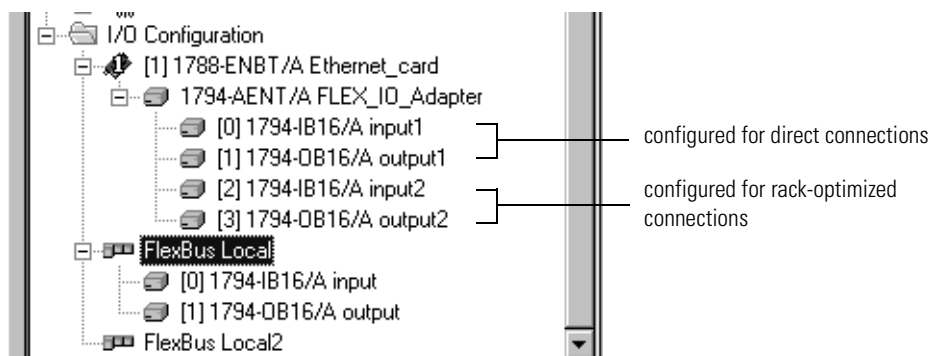 I/O Configuration
[1] 1788-ENBT/A Ethernet_card
1794-AENT/A FLEX_IO_Adapter
[0] 1794-IB16/A input1
[1] 1794-OB16/A output1
[2] 1794-IB16/A input2
[3] 1794-OB16/A output2
FlexBus Local
[0] 1794-IB16/A input
[1] 1794-OB16/A output
FlexBus Local2
configured for direct connections
configured for rack-optimized
connections